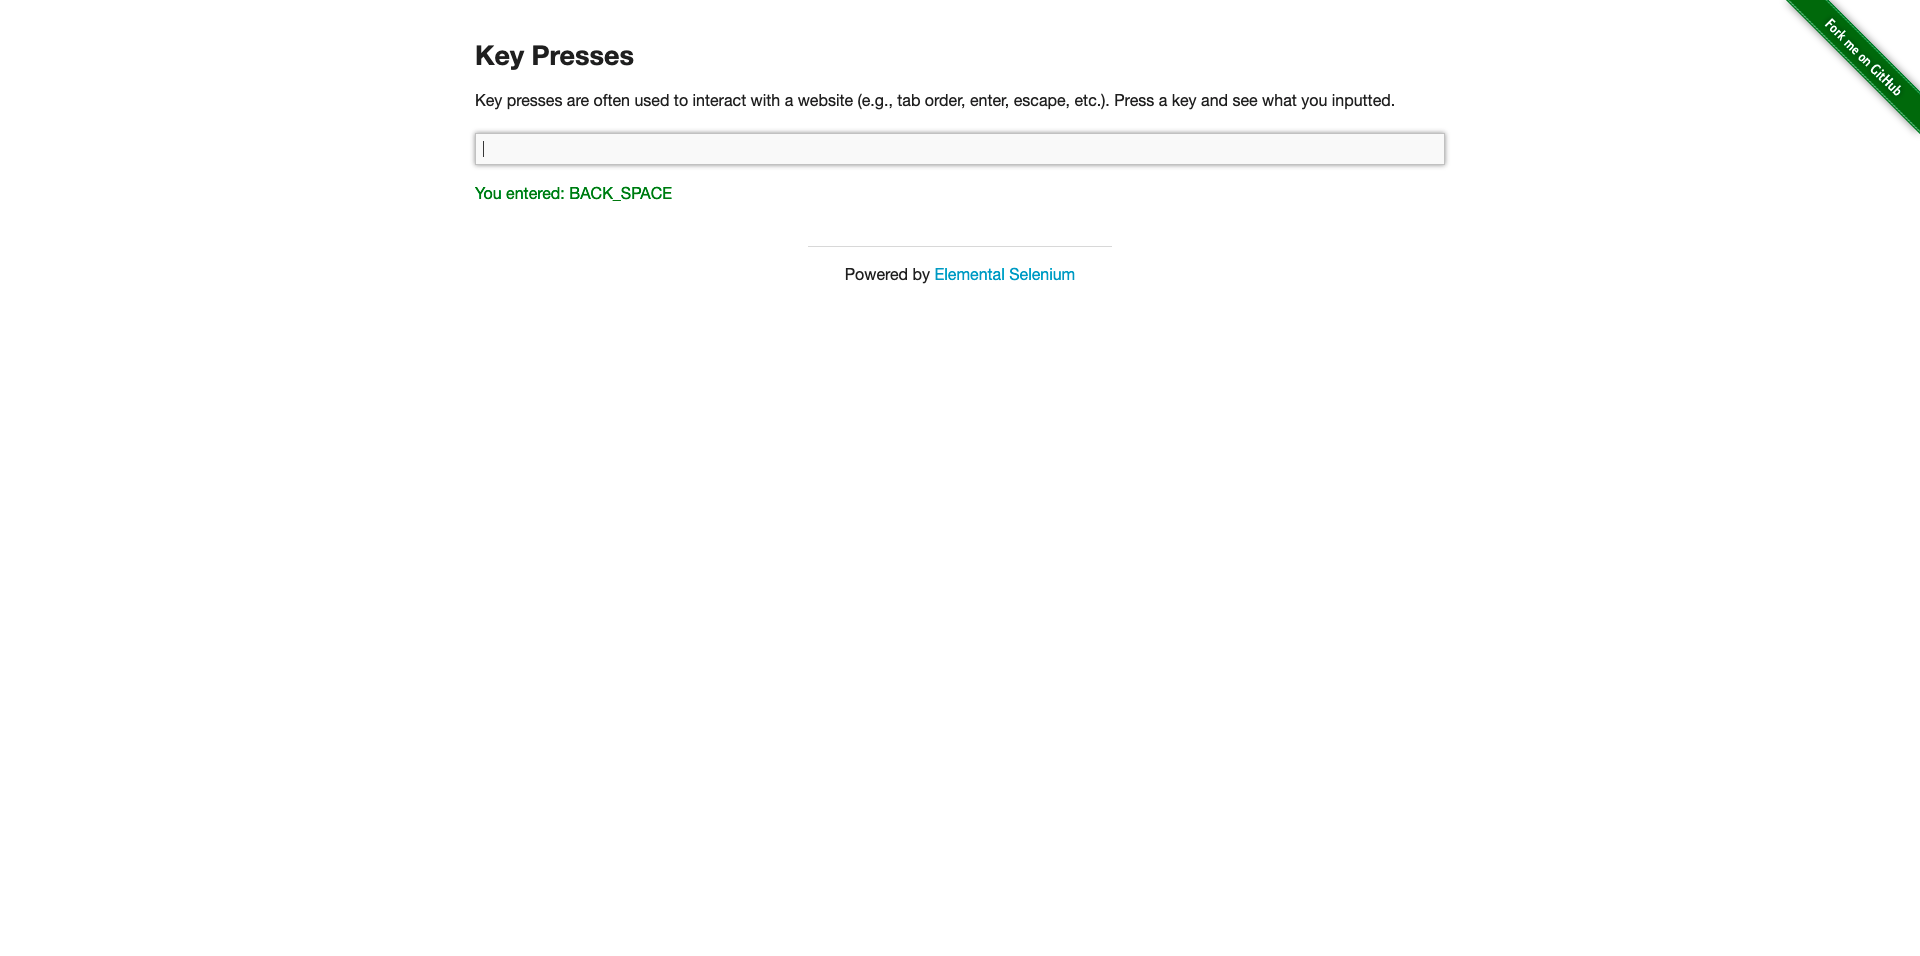 Fork me on GitHub
Key Presses
Key presses are often used to interact with a website (e.g., tab order, enter, escape, etc.). Press a key and see what you inputted.
You entered: BACK_SPACE
Powered by Elemental Selenium